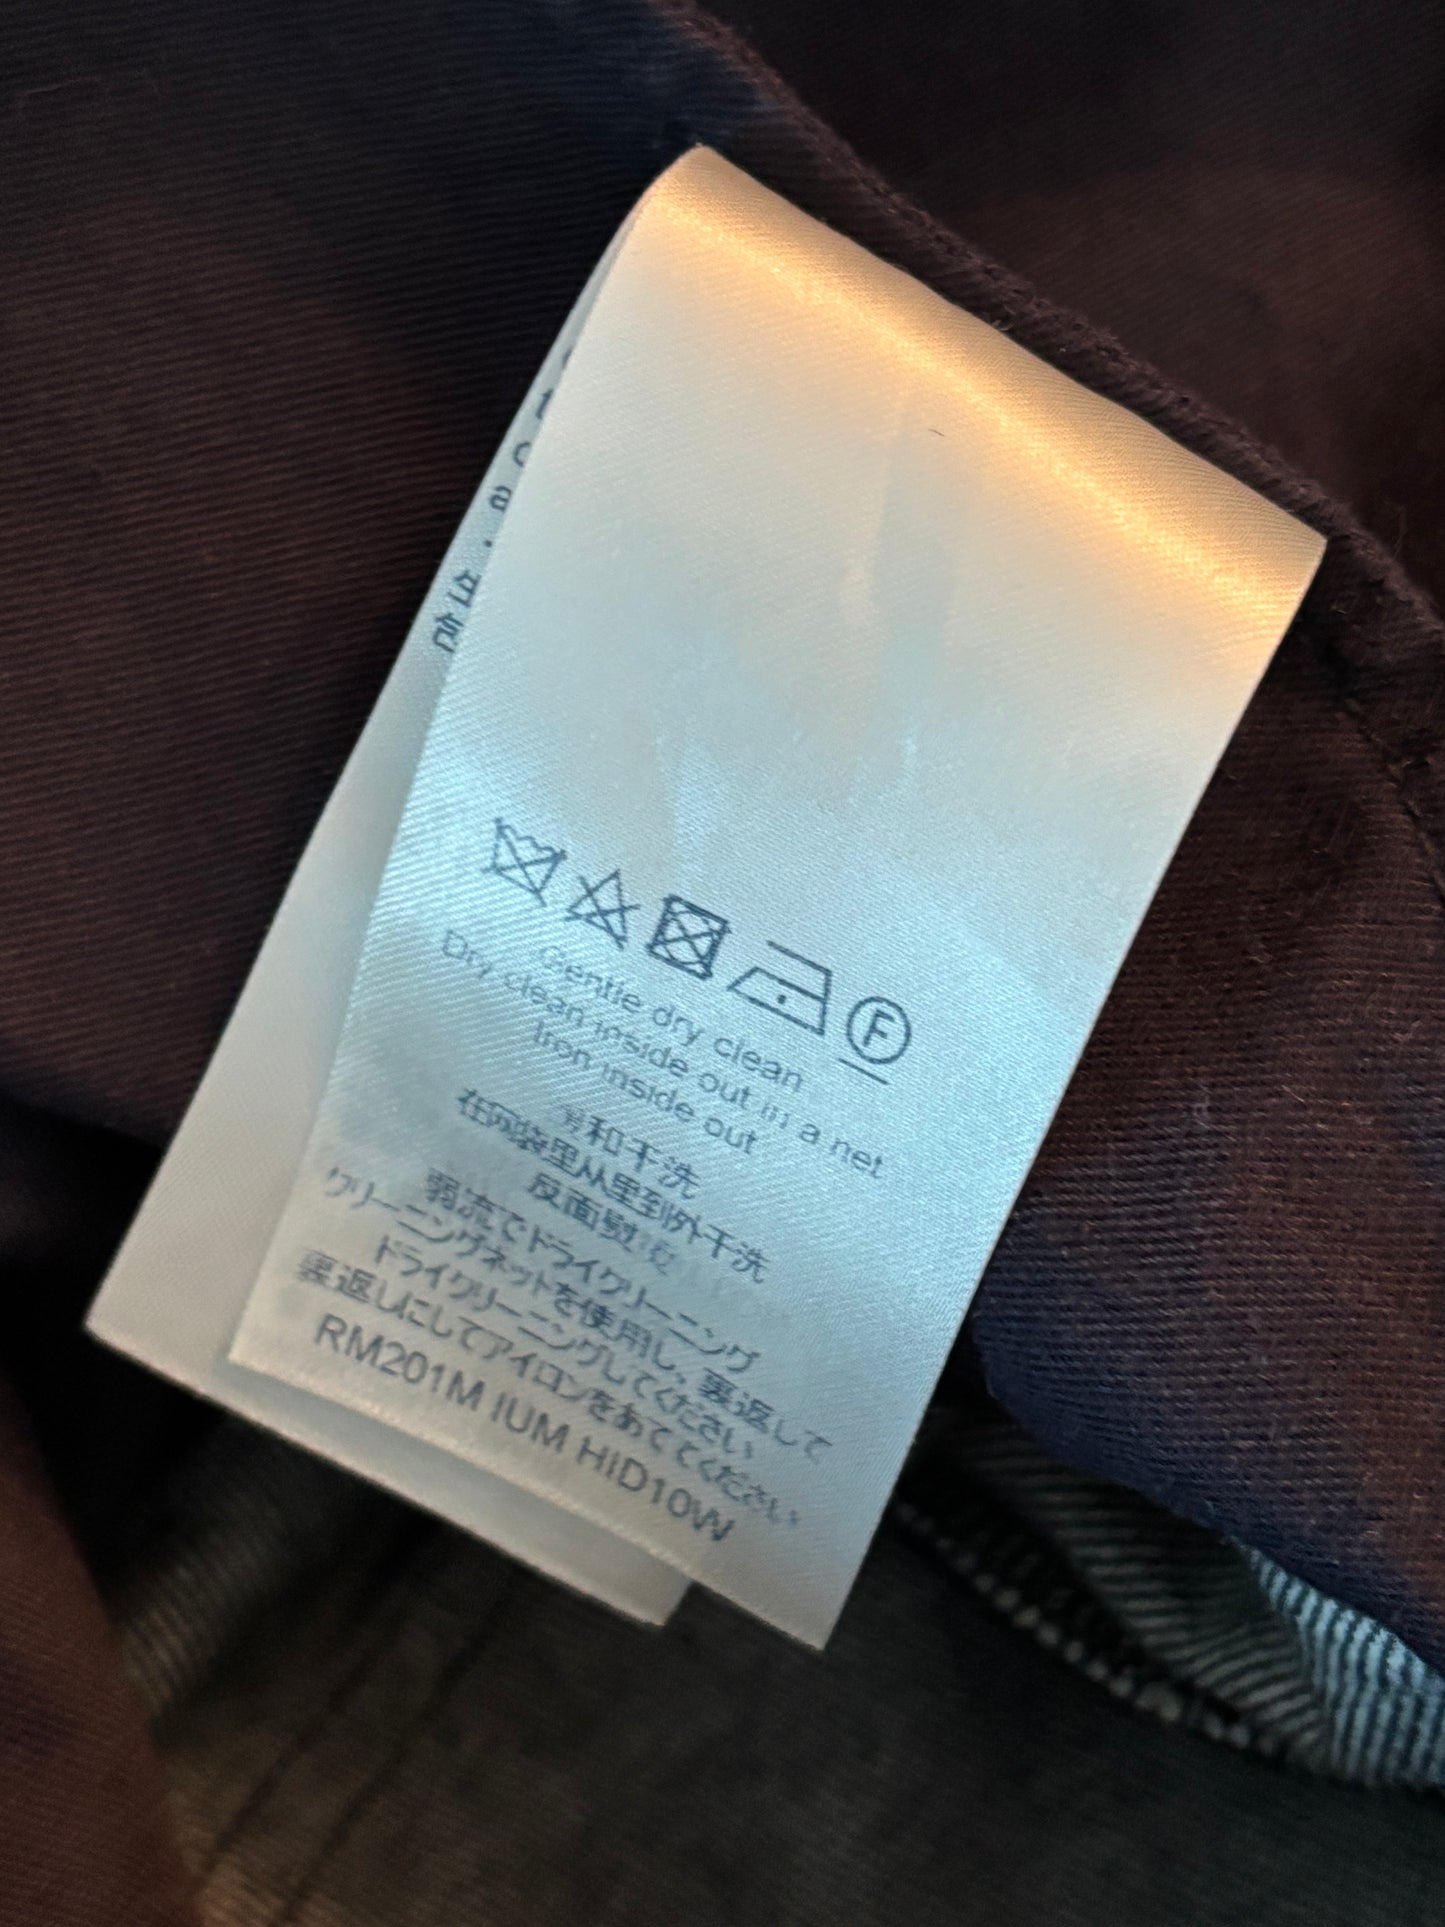 F
Gentle dry clean
Dry clean inside out in a net
Iron inside out
和干洗
在网袋里从里到外干洗
反面熨
弱流でドライクリーニング
クリーニングネットを使用し、裏返して
ドライクリーニングしてください
裏返しにしてアイロンをあててください
RM201M IUM HID10W